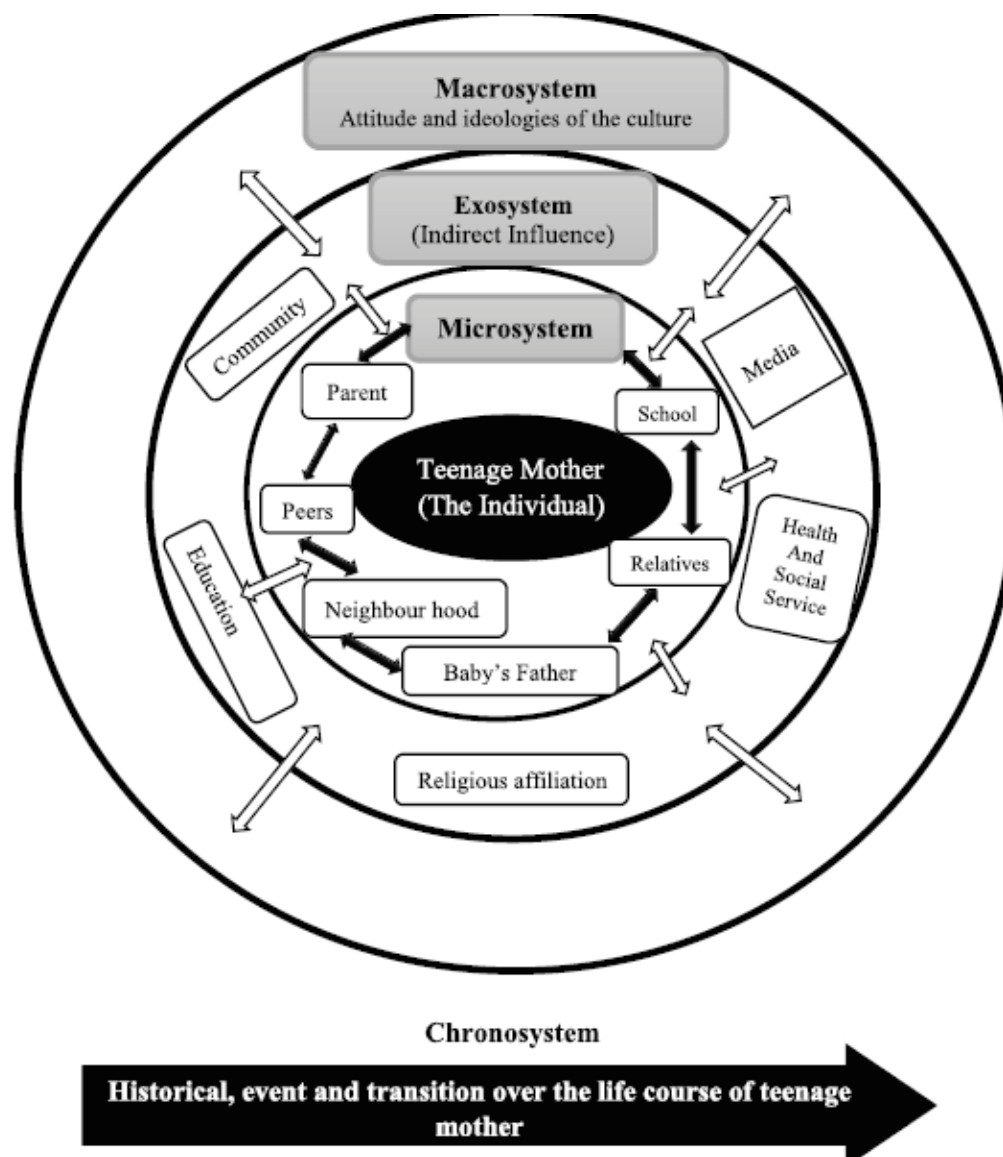 Macrosystem
Attitude and ideologies of the culture
Exosystem
(Indirect Influence)
Microsystem
Community
Media
Parent
School
Teenage Mother
(The Individual)
Peers
Health
And
Social
Service
Education
Relatives
Neighbour hood
Baby's Father
Religious affiliation
Chronosystem
Historical, event and transition over the life course of teenage
mother